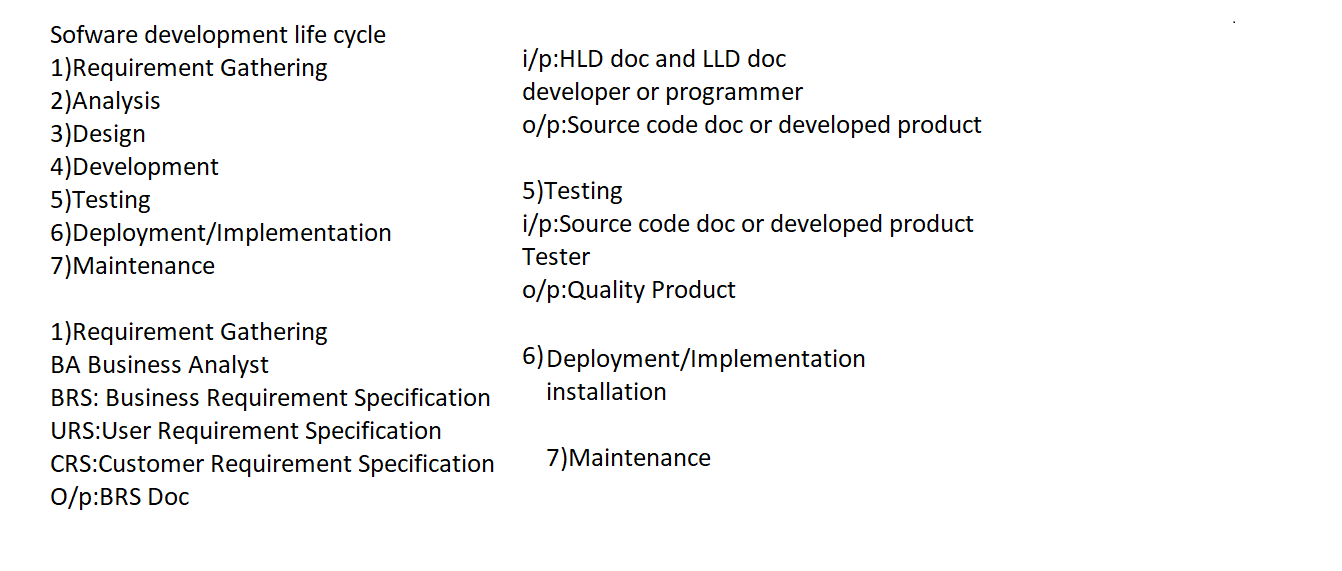 Sofware development life cycle
1)Requirement Gathering
2)Analysis
3)Design
4)Development
5)Testing
6)Deployment/Implementation
7)Maintenance
1)Requirement Gathering
BA Business Analyst
BRS: Business Requirement Specification
URS:User Requirement Specification
CRS:Customer Requirement Specification
O/p:BRS Doc
i/p:HLD doc and LLD doc
developer or programmer
o/p:Source code doc or developed product
5)Testing
i/p:Source code doc or developed product
Tester
o/p:Quality Product
6)Deployment/Implementation
installation
7)Maintenance